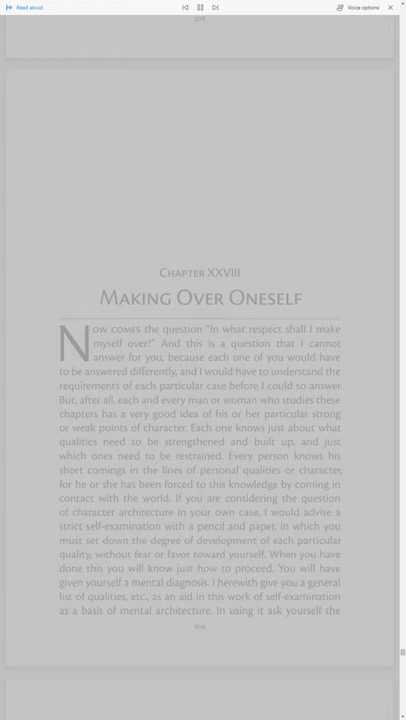 Read aloud
Voice options
308
CHAPTER XXVIII
MAKING OVER ONESELF
NOW COMES the question "In what respect shall I make
myself over?" And this is a question that I cannot
answer for you, because each one of you would have
to be answered differently, and I would have to understand the
requirements of each particular case before I could so answer.
But, after all, each and every man or woman who studies these
chapters has a very good idea of his or her particular strong
or weak points of character. Each one knows just about what
qualities need to be strengthened and built up, and just
which ones need to be restrained. Every person knows his
short comings in the lines of personal qualities or character,
for he or she has been forced to this knowledge by coming in
contact with the world. If you are considering the question
of character architecture in your own case, I would advise a
strict self-examination with a pencil and paper, in which you
must set down the degree of development of each particular
quality, without fear or favor toward yourself. When you have
done this you will know just how to proceed. You will have
given yourself a mental diagnosis. I herewith give you a general
list of qualities, etc., as an aid in this work of self-examination
as a basis of mental architecture. In using it ask yourself the
309